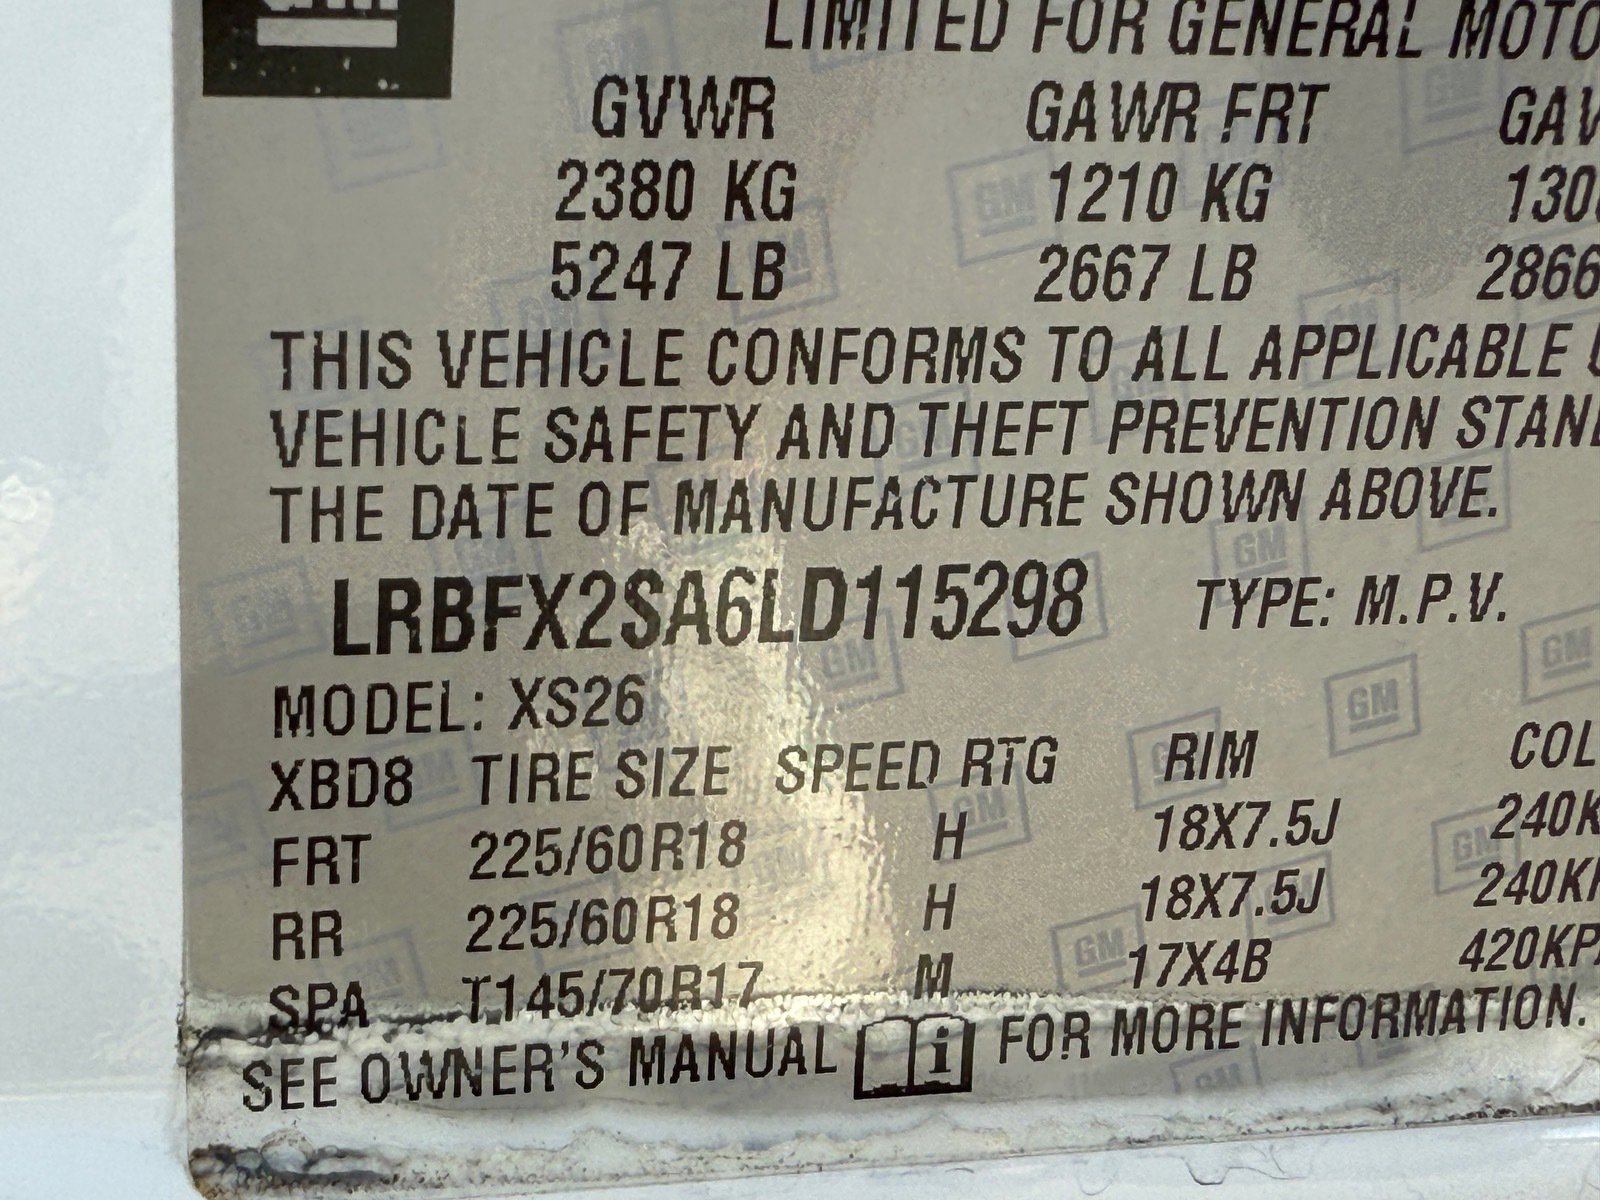 GM
LIMITED FOR GENERAL
GVWR GAWR FRT
2380 KG 1210 KG
5247 LB 2667 LB
THIS VEHICLE CONFORMS TO ALL APPLICABLE
VEHICLE SAFETY AND THEFT PREVENTION
THE DATE OF MANUFACTURE SHOWN ABOVE.
LRBFX2SA6LD115298 TYPE: M.P.V.
MODEL: XS26
XBD8 TIRE SIZE SPEED RTG RIM
FRT 225/60R18 H 18X7.5J
RR 225/60R18 H 18X7.5J
SPA T145/70R17 M 17X4B
SEE OWNER'S MANUAL i FOR MORE INFORMATION.